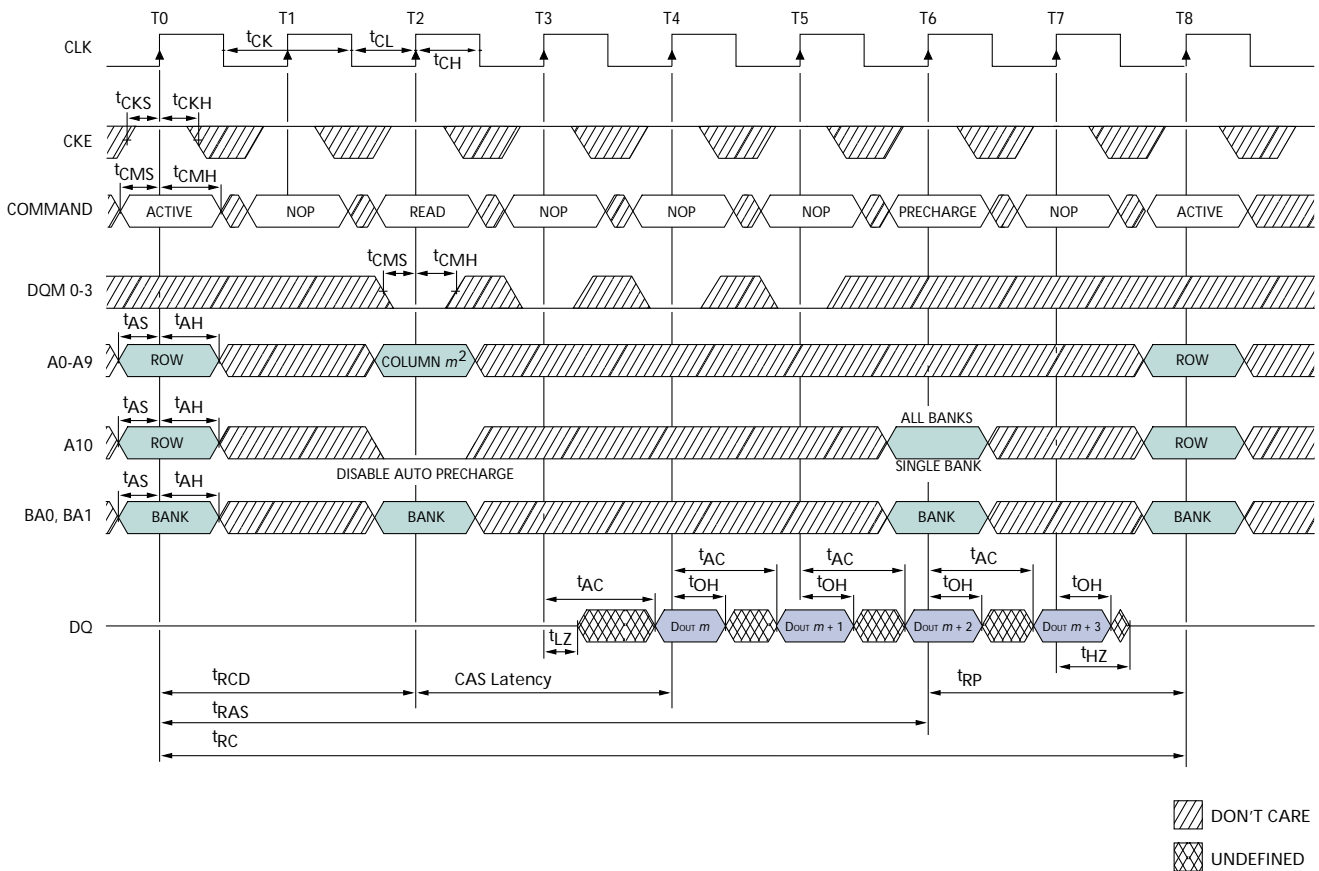 T0 T1 T2 T3 T4 T5 T6 T7 T8
CLK
tCK tCL tCH
tCKS tCKH
CKE
tCMS tCMH
COMMAND ACTIVE NOP READ NOP NOP NOP PRECHARGE NOP ACTIVE
tCMS tCMH
DQM 0-3
tAS tAH
A0-A9 ROW COLUMN m2 ROW
tAS tAH ALL BANKS
A10 ROW ROW
DISABLE AUTO PRECHARGE SINGLE BANK
tAS tAH
BA0, BA1 BANK BANK BANK BANK
tAC tAC tAC tAC
tOH tOH tOH tOH
DQ DOUT m DOUT m + 1 DOUT m + 2 DOUT m + 3
tLZ tHZ
tRCD CAS Latency tRP
tRAS
tRC
DON'T CARE
UNDEFINED